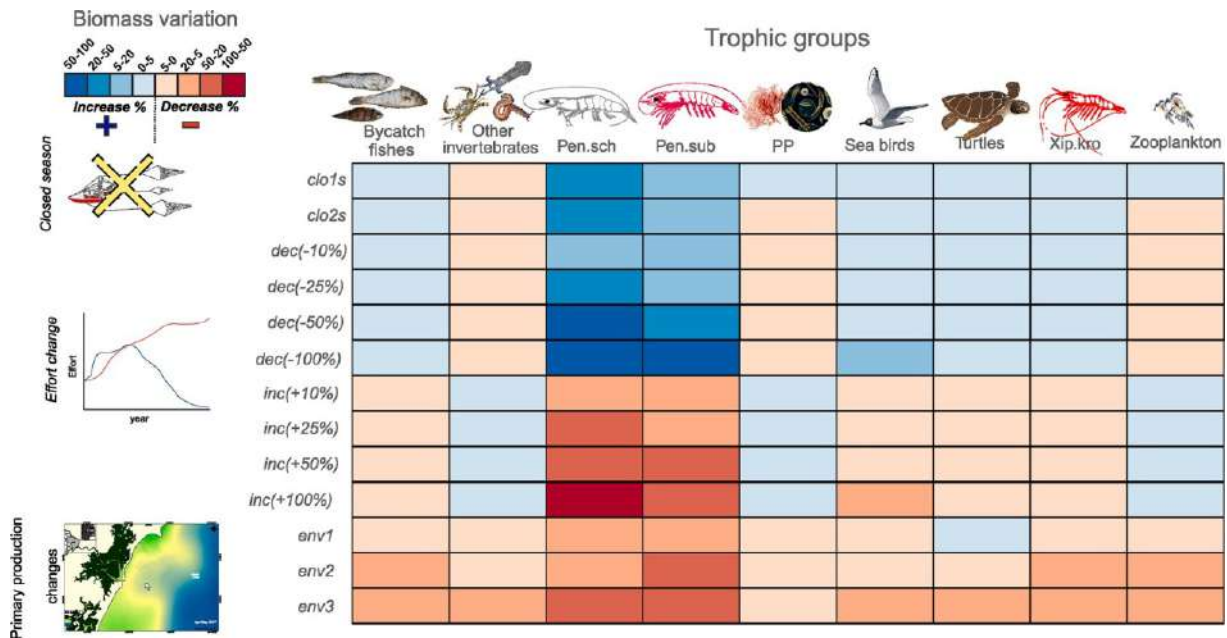 Biomass variation
50-100
20-50
5-20
0-5
5-0
20-5
50-20
100-50
Increase %
Decrease %
Closed season
Effort change
Effort
year
Primary production
changes
Trophic groups
Bycatch
fishes
Other
invertebrates
Pen.sch
Pen.sub
PP
Sea birds
Turtles
Xip.kro
Zooplankton
clo1s
clo2s
dec(-10%)
dec(-25%)
dec(-50%)
dec(-100%)
inc(+10%)
inc(+25%)
inc(+50%)
inc(+100%)
env1
env2
env3